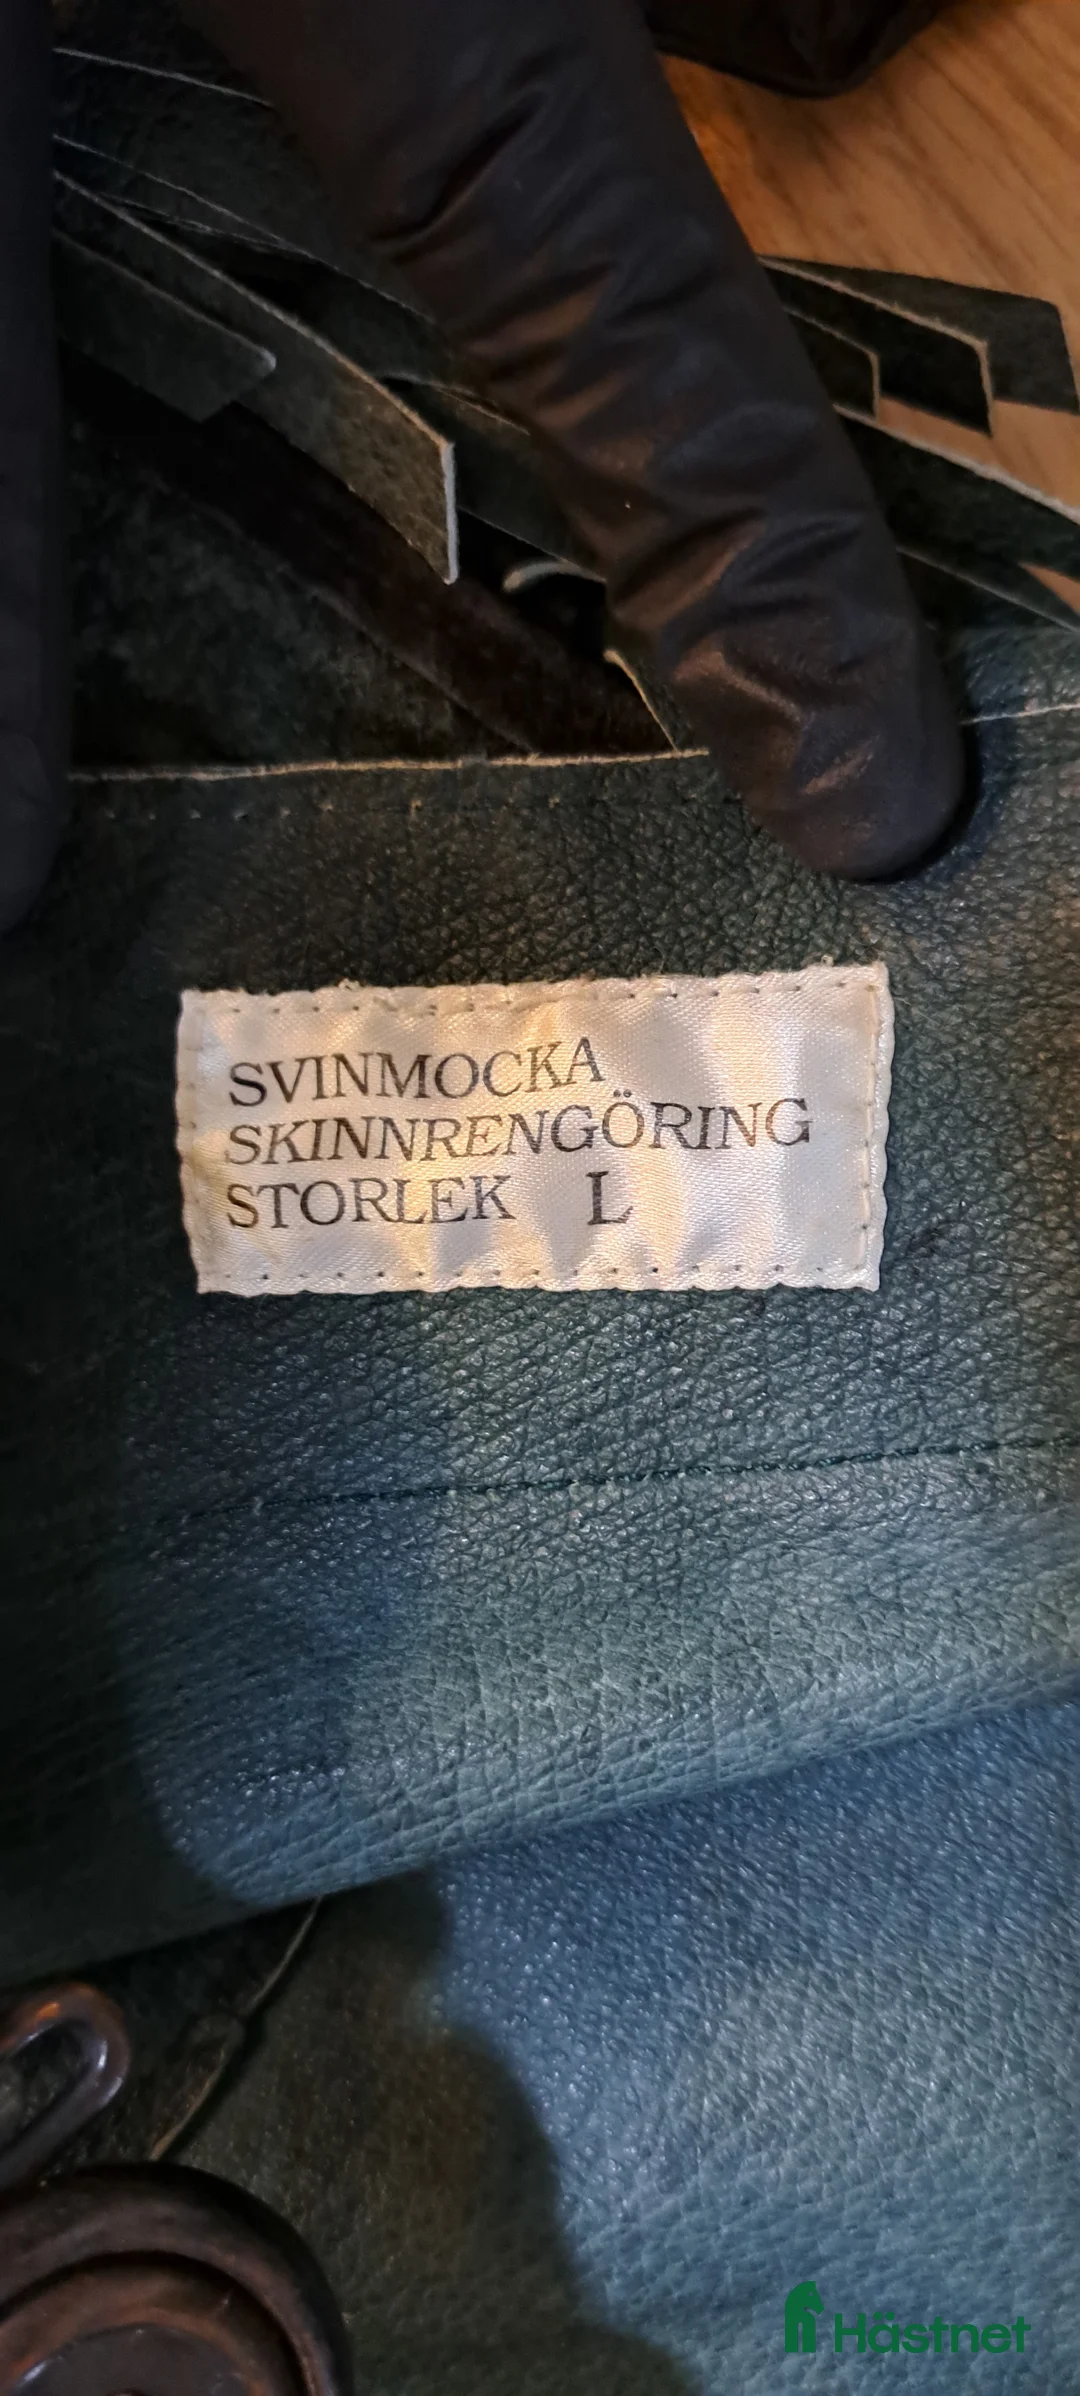 SVINMOCKA
SKINNRENGÖRING
STORLEK L
Hästnet